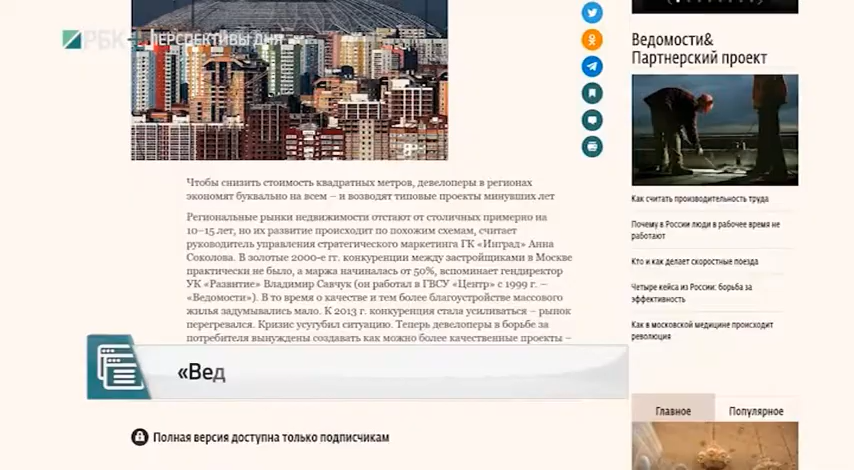 РБК
ПЕРСПЕКТИВЫ ДНЯ
Чтобы снизить стоимость квадратных метров, девелоперы в регионах
экономят буквально на всем – и возводят типовые проекты минувших лет
Региональные рынки недвижимости отстают от столичных примерно на
10–15 лет, но их развитие происходит по похожим схемам, считает
руководитель управления стратегического маркетинга ГК «Инград» Анна
Соколова. В золотые 2000-е гг. конкуренции между застройщиками в Москве
практически не было, а маржа начиналась от 50%, вспоминает гендиректор
УК «Развитие» Владимир Савчук (он работал в ГВСУ «Центр» с 1999 г. –
«Ведомости»). В то время о качестве и тем более благоустройстве массового
жилья задумывались мало. К 2013 г. конкуренция стала усиливаться – рынок
перегревался. Кризис усугубил ситуацию. Теперь девелоперы в борьбе за
потребителя вынуждены создавать как можно более качественные проекты –
«Вед
Полная версия доступна только подписчикам
Ведомости&
Партнерский проект
Как считать производительность труда
Почему в России люди в рабочее время не
работают
Кто и как делает скоростные поезда
Четыре кейса из России: борьба за
эффективность
Как в московской медицине происходит
революция
Главное
Популярное